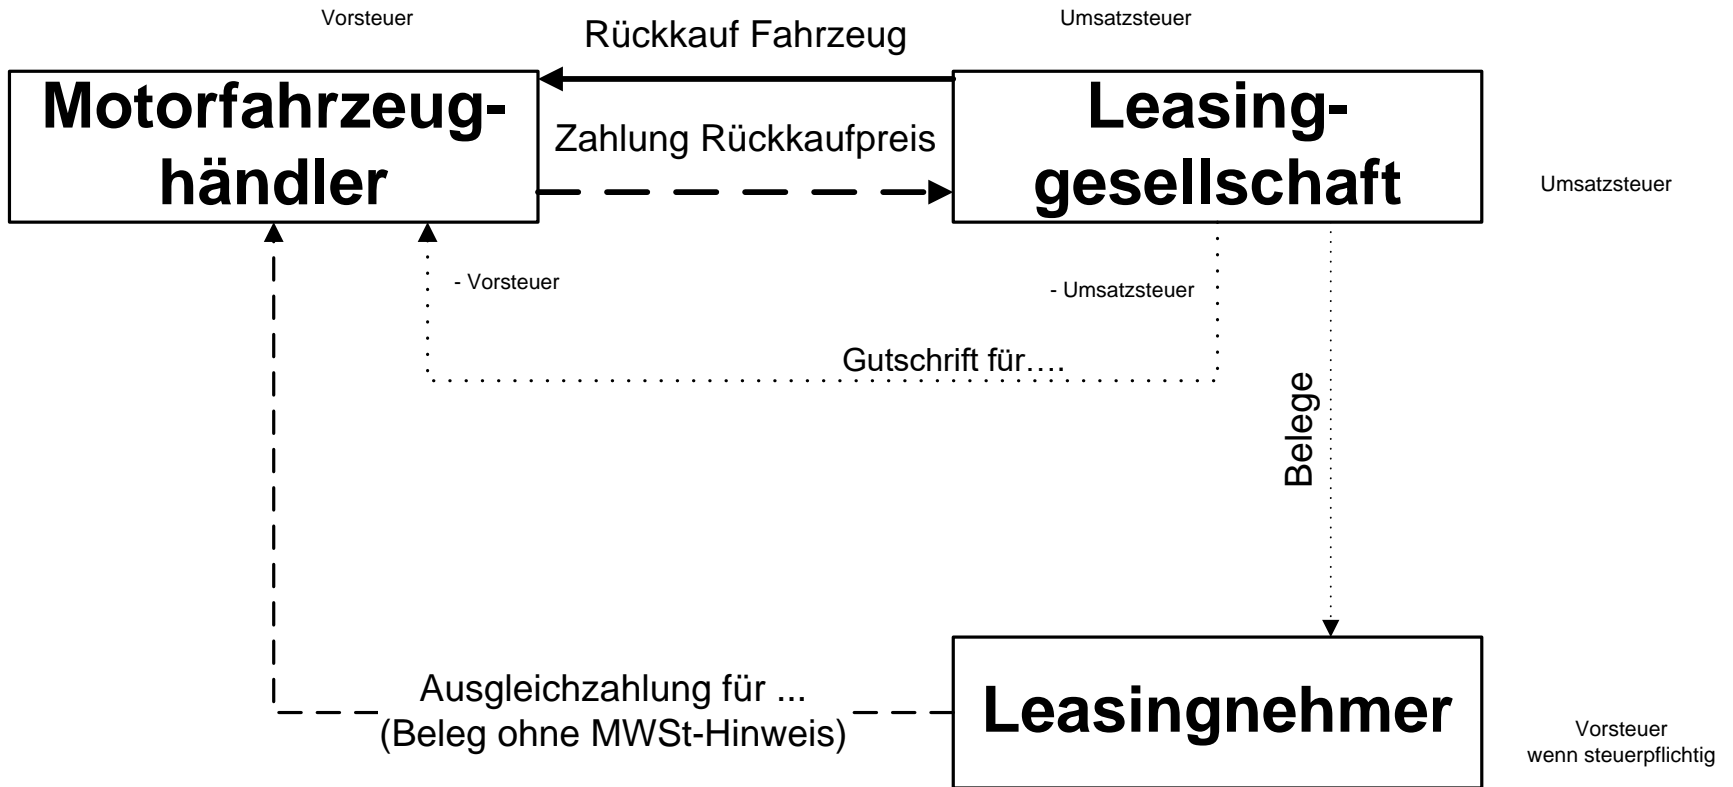 Vorsteuer
Umsatzsteuer
Rückkauf Fahrzeug
Motorfahrzeug-
händler
Leasing-
gesellschaft
Zahlung Rückkaufpreis
Umsatzsteuer
- Vorsteuer
- Umsatzsteuer
Gutschrift für....
Belege
Ausgleichzahlung für ...
(Beleg ohne MWSt-Hinweis)
Leasingnehmer
Vorsteuer
wenn steuerpflichtig